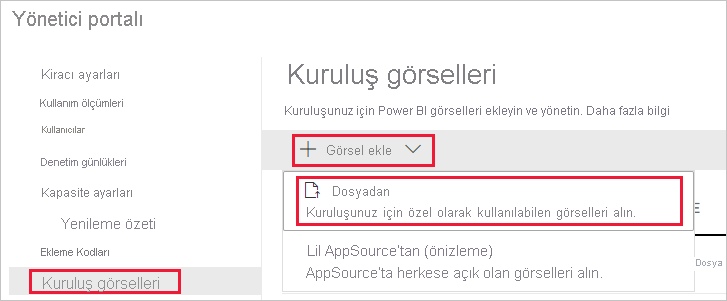 Yönetici portalı
Kiracı ayarları
Kullanım ölçümleri
Kullanıcılar
Denetim günlükleri
Kapasite ayarları
Yenileme özeti
Ekleme Kodları
Kuruluş görselleri
Kuruluş görselleri
Kuruluşunuz için Power BI görselleri ekleyin ve yönetin. Daha fazla bilgi
Görsel ekle
Dosyadan
Kuruluşunuz için özel olarak kullanılabilen görselleri alın.
E
Lil AppSource'tan (önizleme)
AppSource'ta herkese açık olan görselleri alın.
Dosya